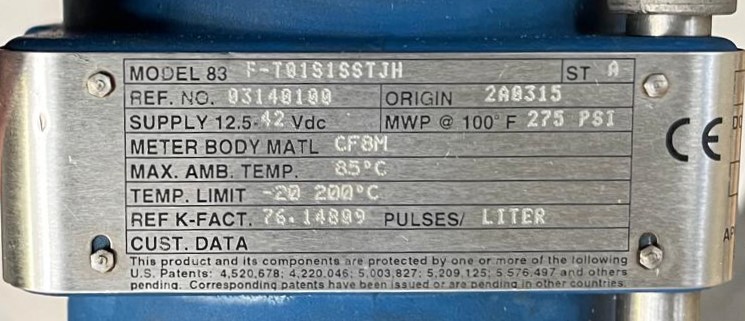 MODEL 83 F-T01S1SSTJH ST A
REF. NO. 03140100 ORIGIN 2A0315
SUPPLY 12.5-42 Vdc MWP @ 100° F 275 PSI
METER BODY MATL CF8M
MAX. AMB. TEMP. 85°C
TEMP. LIMIT -20 200°C
REF K-FACT. 76.14809 PULSES/ LITER
CUST. DATA
This product and its components are protected by one or more of the following
U.S. Patents: 4,520,678; 4,220,046; 5,003,827; 5,209,125; 5 576,497 and others
pending. Corresponding patents have been issued or are pending in other countries.
CE